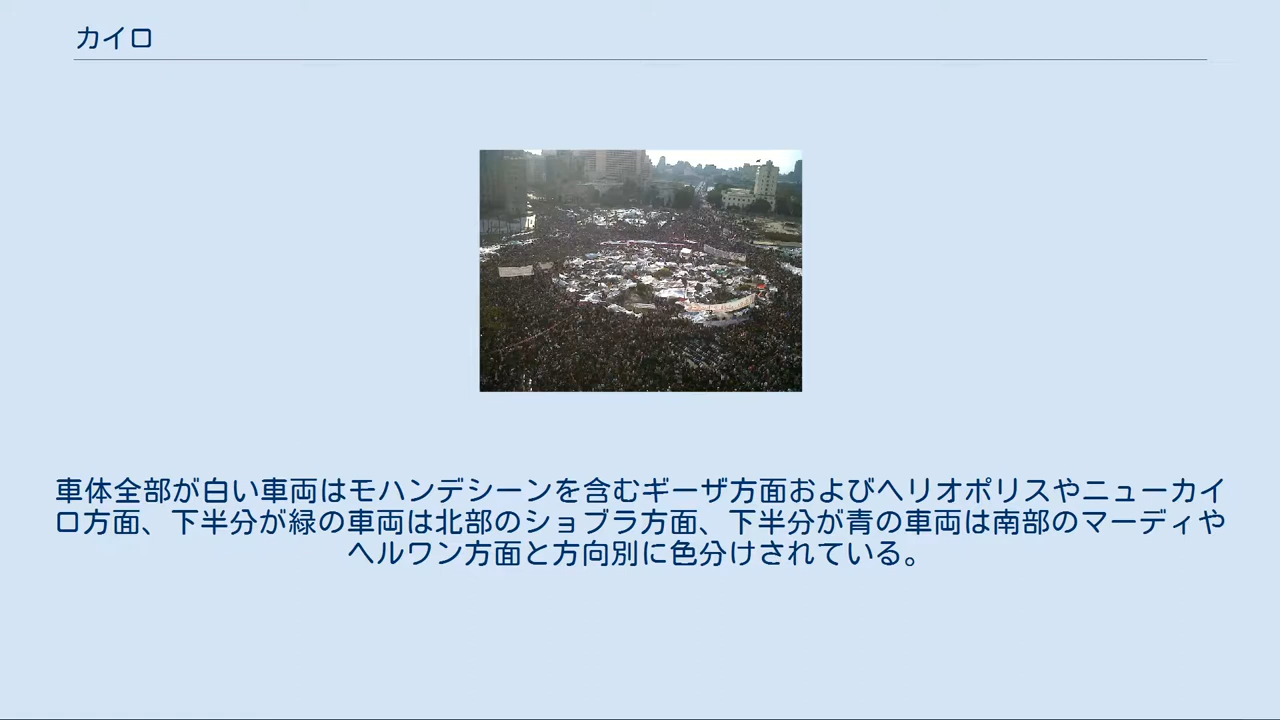 カイロ
車体全部が白い車両はモハンデシーンを含むギーザ方面およびヘリオポリスやニューカイ
ロ方面、下半分が緑の車両は北部のショブラ方面、下半分が青の車両は南部のマーディや
ヘルワン方面と方向別に色分けされている。